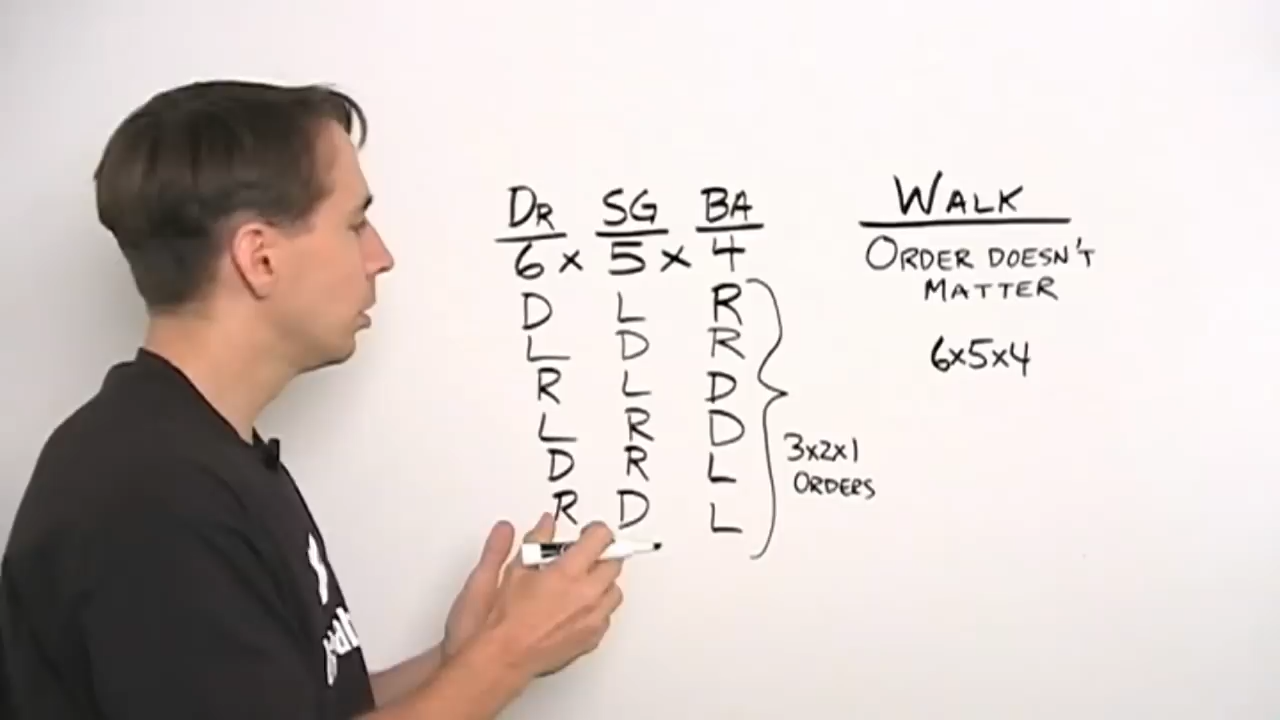 DR SG BA
6 x 5 x 4
D L R
L D R
R L D
L R D
D R L
R D L
3x2x1
ORDERS
WALK
ORDER DOESN'T
MATTER
6x5x4